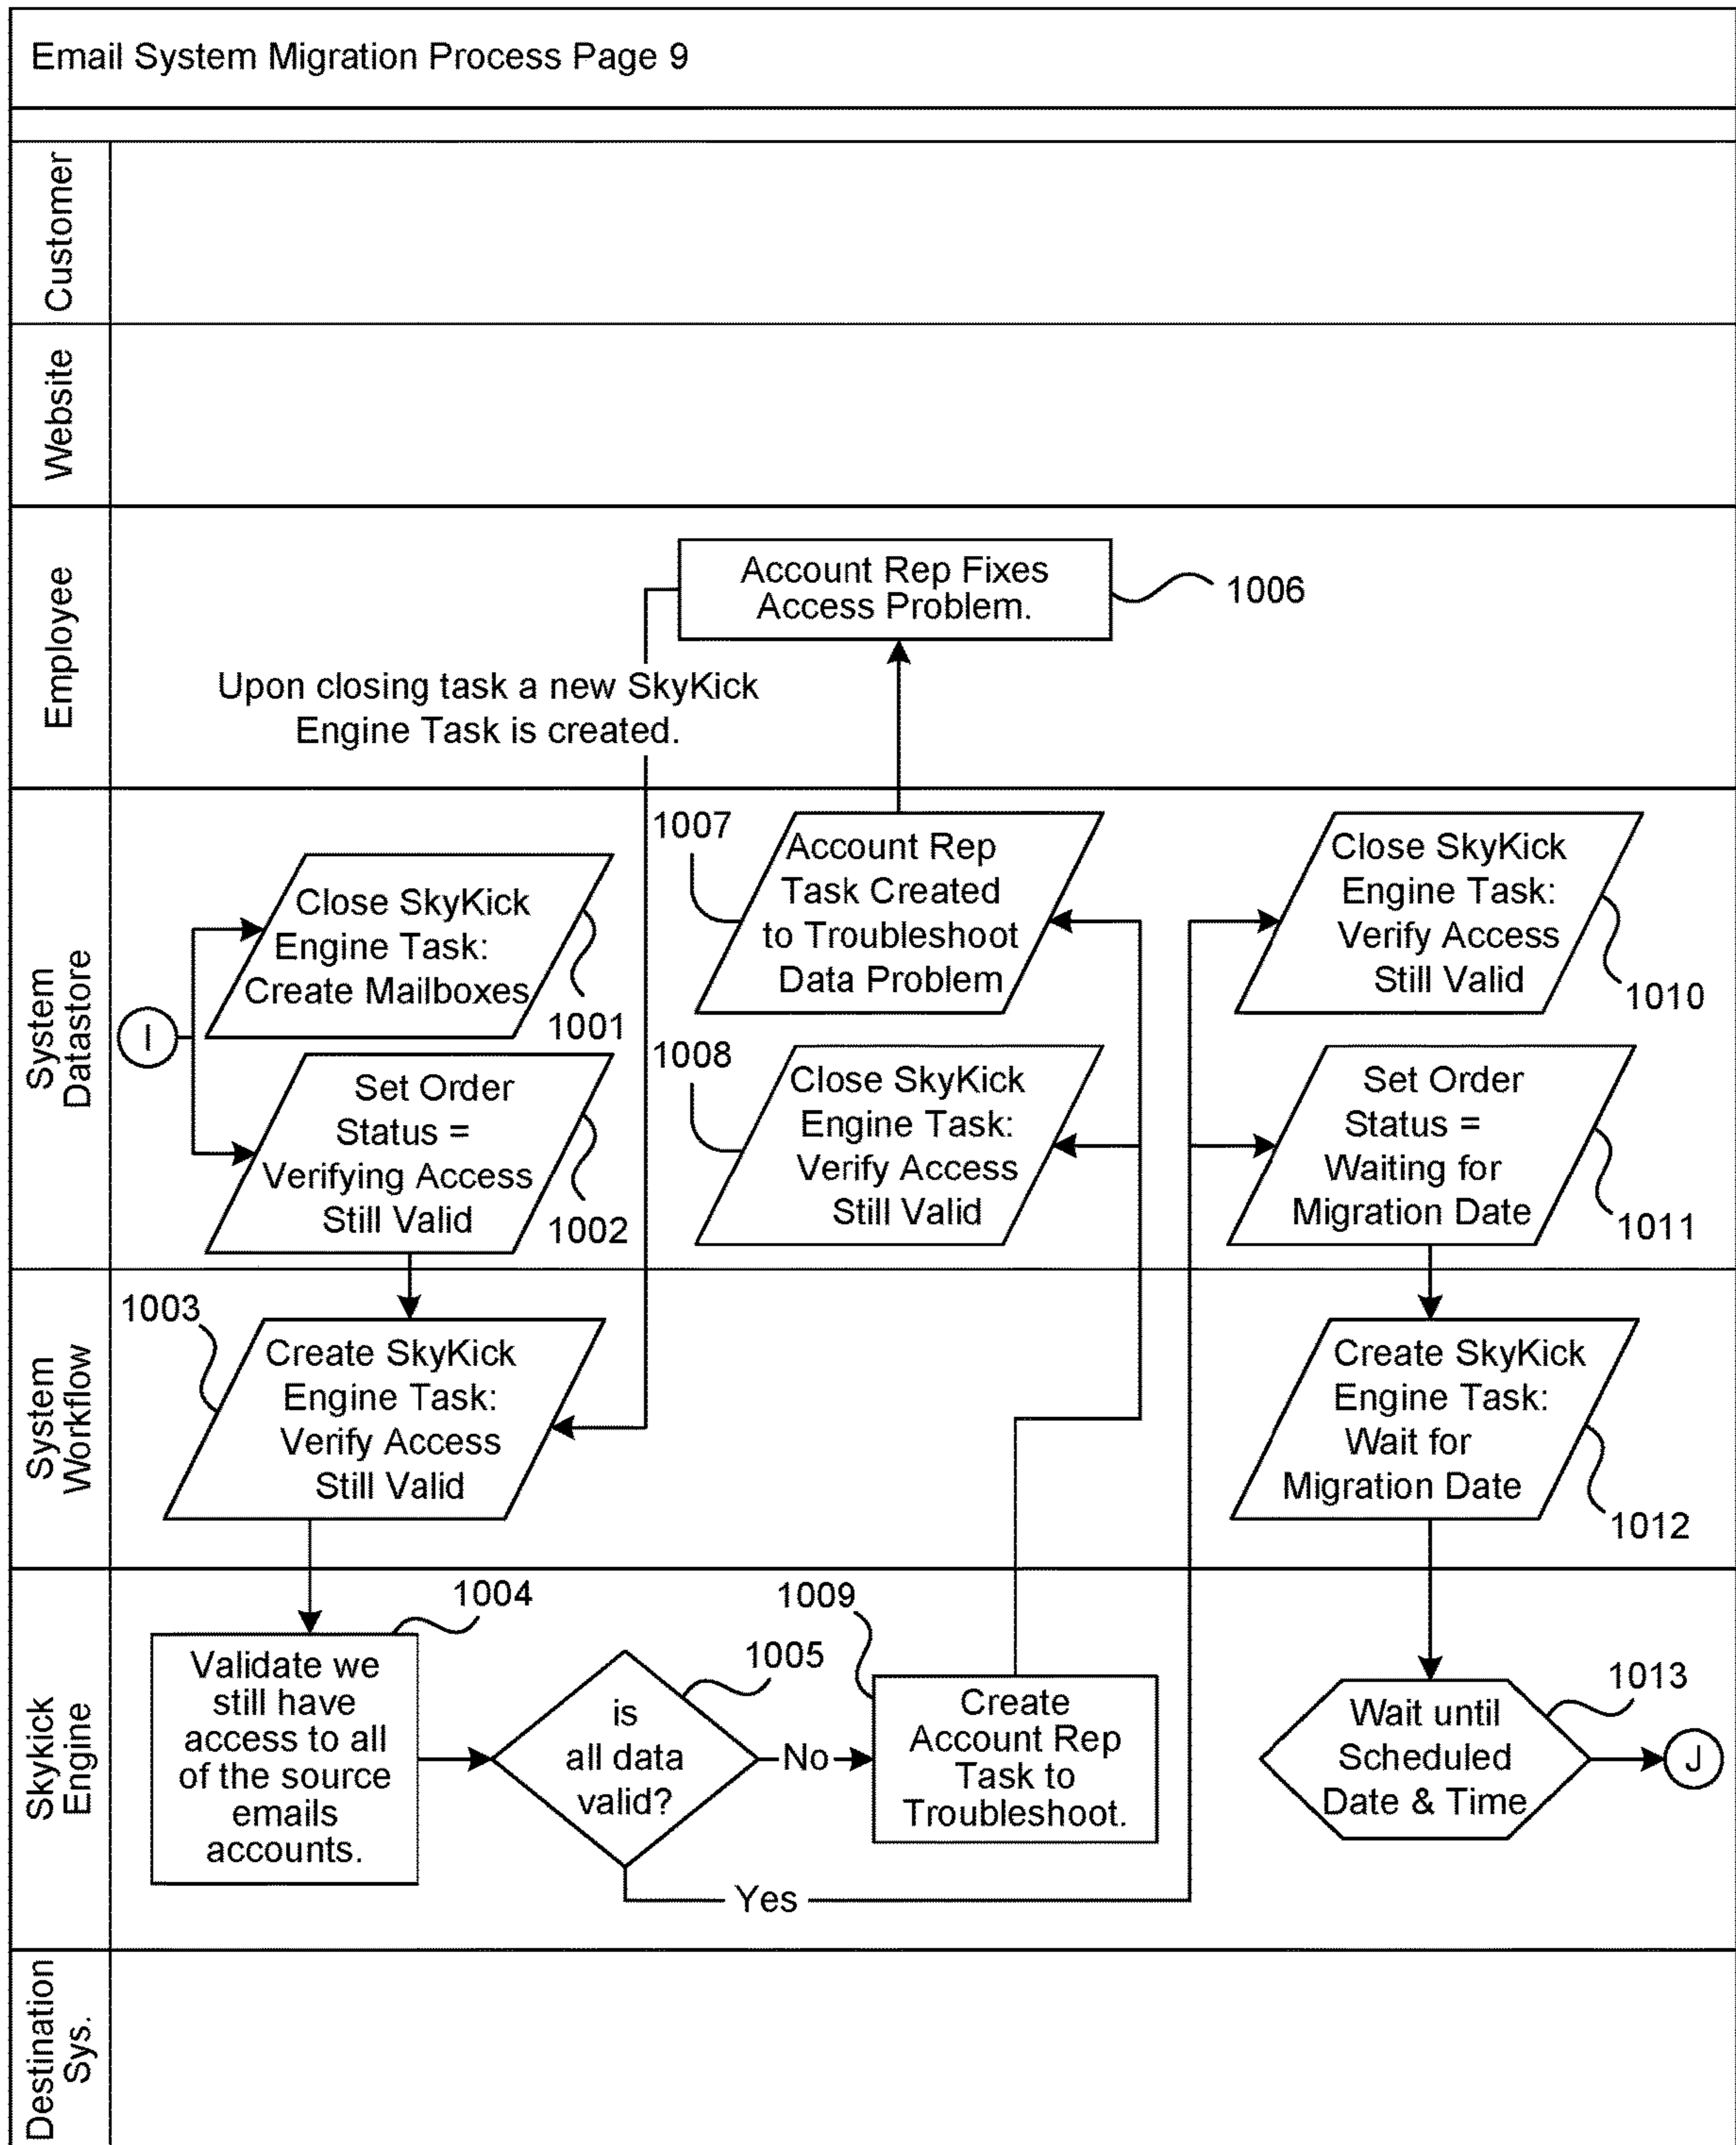 Email System Migration Process Page 9
Customer
Website
Employee
Account Rep Fixes
Access Problem.
1006
Upon closing task a new SkyKick
Engine Task is created.
System
Datastore
I
Close SkyKick
Engine Task:
Create Mailboxes
1001
Set Order
Status =
Verifying Access
Still Valid
1002
1007
Account Rep
Task Created
to Troubleshoot
Data Problem
1008
Close SkyKick
Engine Task:
Verify Access
Still Valid
Close SkyKick
Engine Task:
Verify Access
Still Valid
1010
Set Order
Status =
Waiting for
Migration Date
1011
System
Workflow
1003
Create SkyKick
Engine Task:
Verify Access
Still Valid
Create SkyKick
Engine Task:
Wait for
Migration Date
1012
Skykick
Engine
1004
Validate we
still have
access to all
of the source
emails
accounts.
1005
is
all data
valid?
No
Yes
1009
Create
Account Rep
Task to
Troubleshoot.
1013
Wait until
Scheduled
Date & Time
J
Destination
Sys.